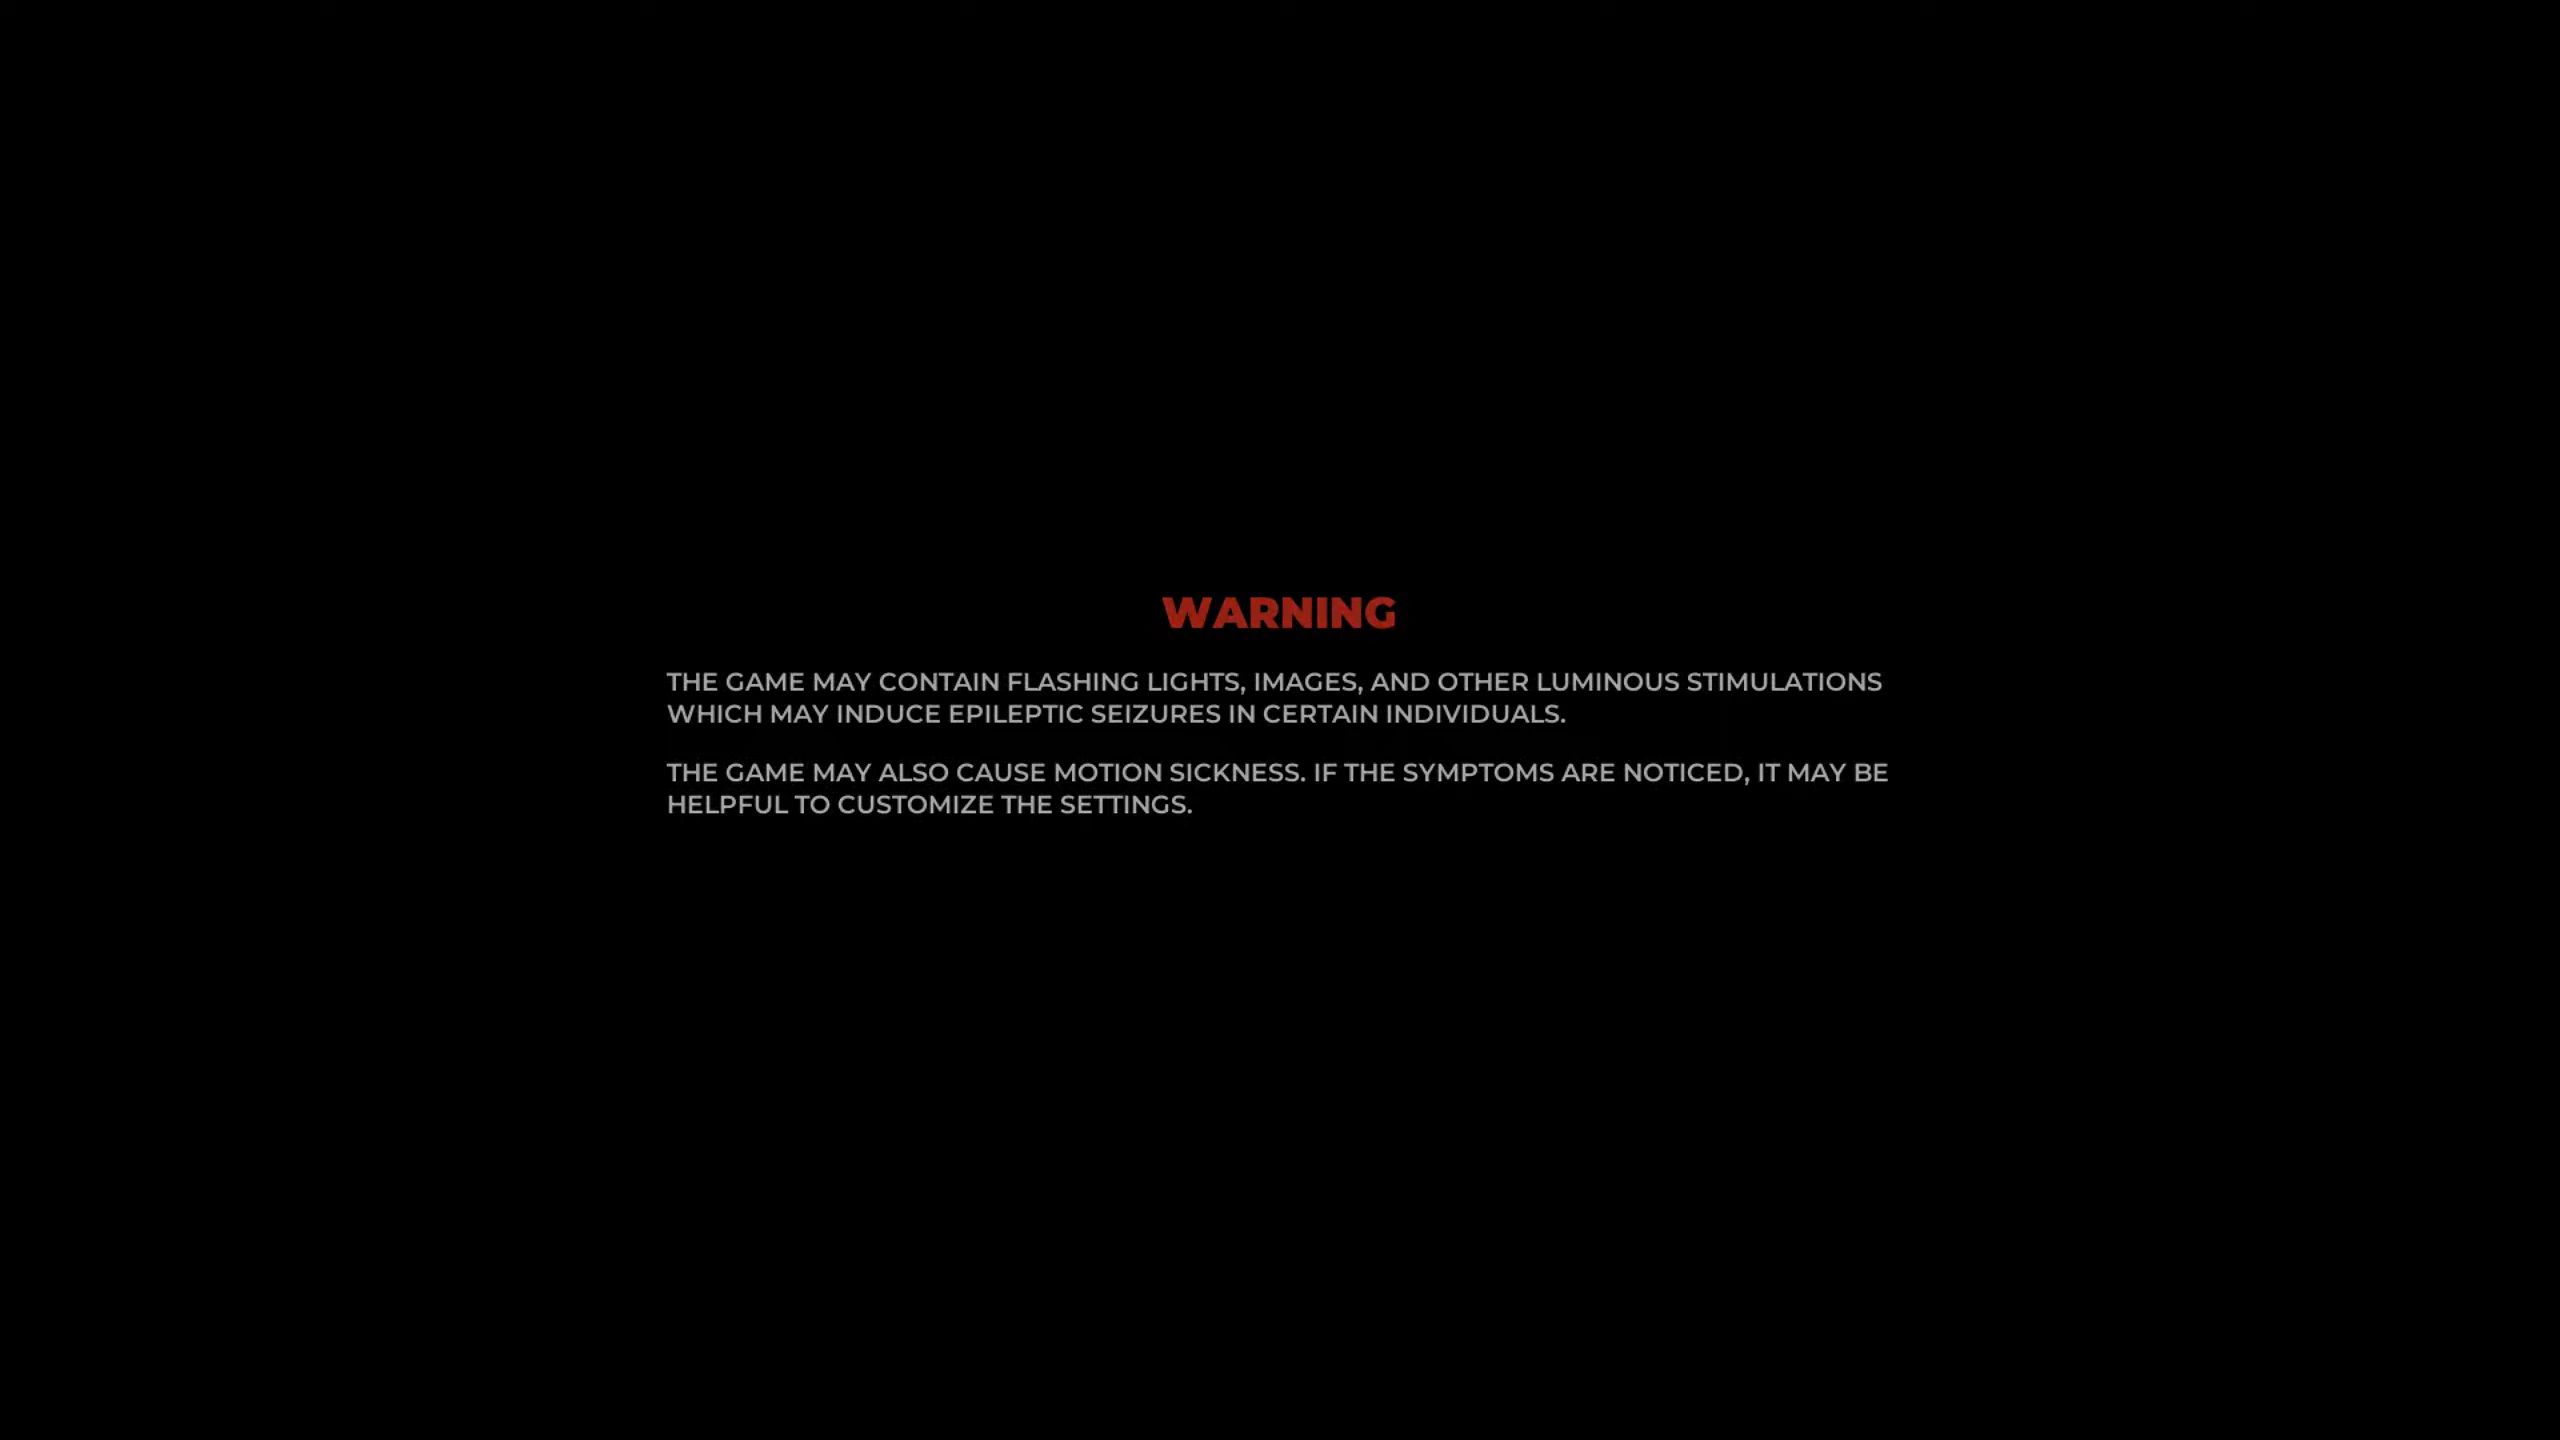 WARNING
THE GAME MAY CONTAIN FLASHING LIGHTS, IMAGES, AND OTHER LUMINOUS STIMULATIONS
WHICH MAY INDUCE EPILEPTIC SEIZURES IN CERTAIN INDIVIDUALS.
THE GAME MAY ALSO CAUSE MOTION SICKNESS. IF THE SYMPTOMS ARE NOTICED, IT MAY BE
HELPFUL TO CUSTOMIZE THE SETTINGS.